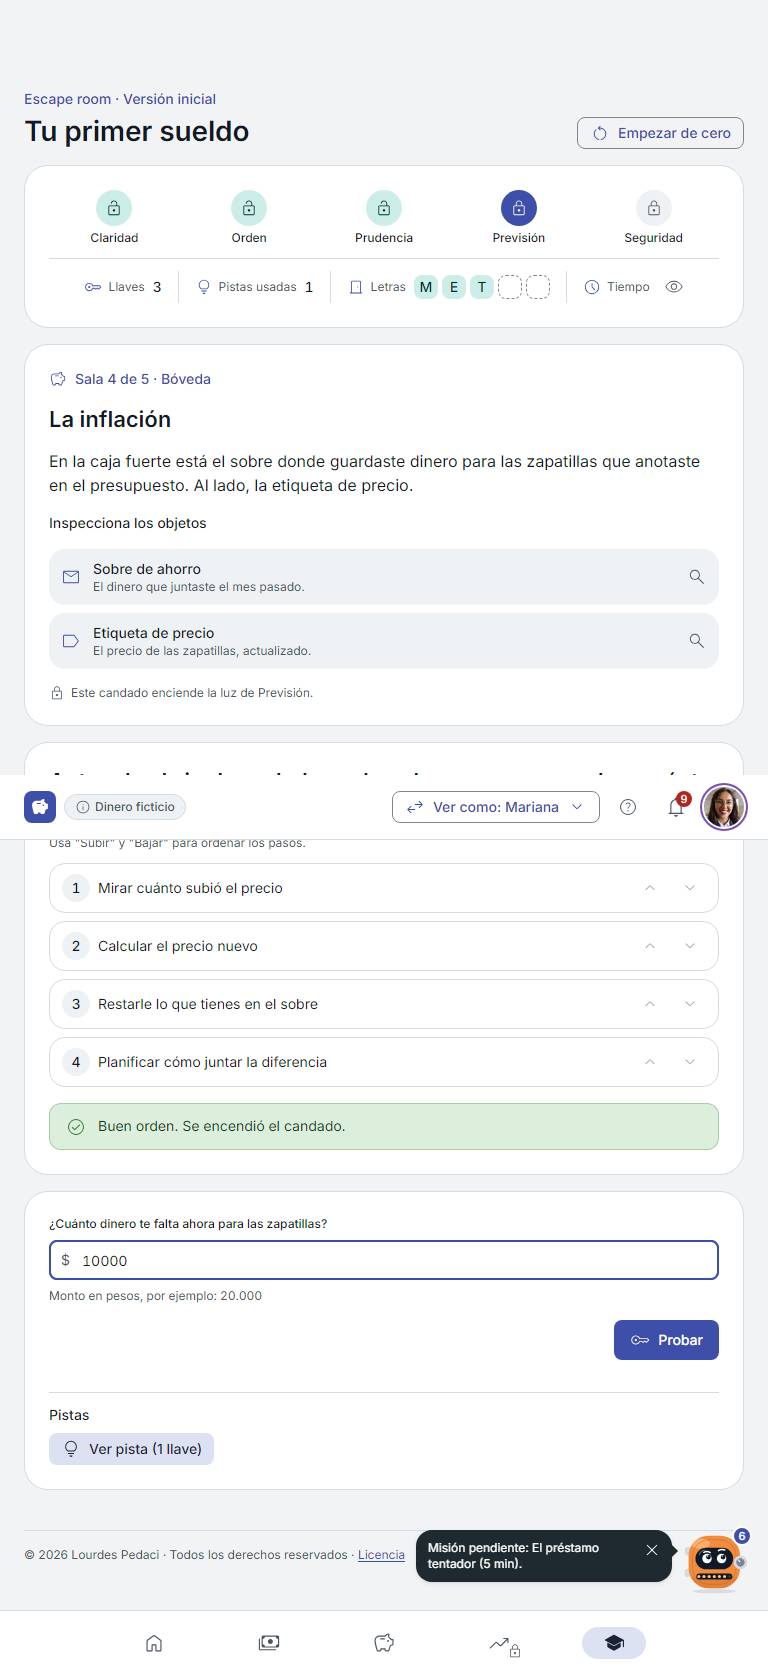 Escape room · Versión inicial
Tu primer sueldo
Empezar de cero
Claridad
Orden
Prudencia
Previsión
Seguridad
Llaves 3
Pistas usadas 1
Letras M E T
Tiempo
Sala 4 de 5 · Bóveda
La inflación
En la caja fuerte está el sobre donde guardaste dinero para las zapatillas que anotaste
en el presupuesto. Al lado, la etiqueta de precio.
Inspecciona los objetos
Sobre de ahorro
El dinero que juntaste el mes pasado.
Etiqueta de precio
El precio de las zapatillas, actualizado.
Este candado enciende la luz de Previsión.
Dinero ficticio
Ver como: Mariana
9
Usa "Subir" y "Bajar" para ordenar los pasos.
1 Mirar cuánto subió el precio
2 Calcular el precio nuevo
3 Restarle lo que tienes en el sobre
4 Planificar cómo juntar la diferencia
Buen orden. Se encendió el candado.
¿Cuánto dinero te falta ahora para las zapatillas?
$ 10000
Monto en pesos, por ejemplo: 20.000
Probar
Pistas
Ver pista (1 llave)
© 2026 Lourdes Pedaci · Todos los derechos reservados · Licencia
Misión pendiente: El préstamo
tentador (5 min).
6